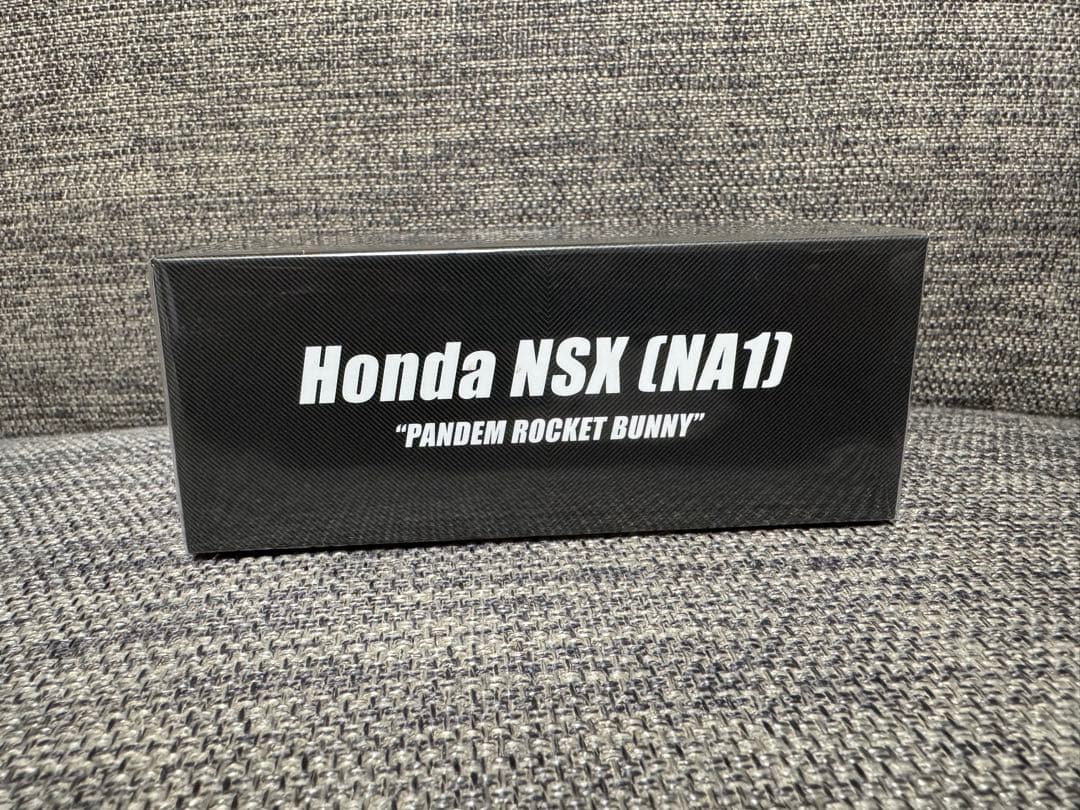 Honda NSX (NA1)
“PANDEM ROCKET BUNNY”